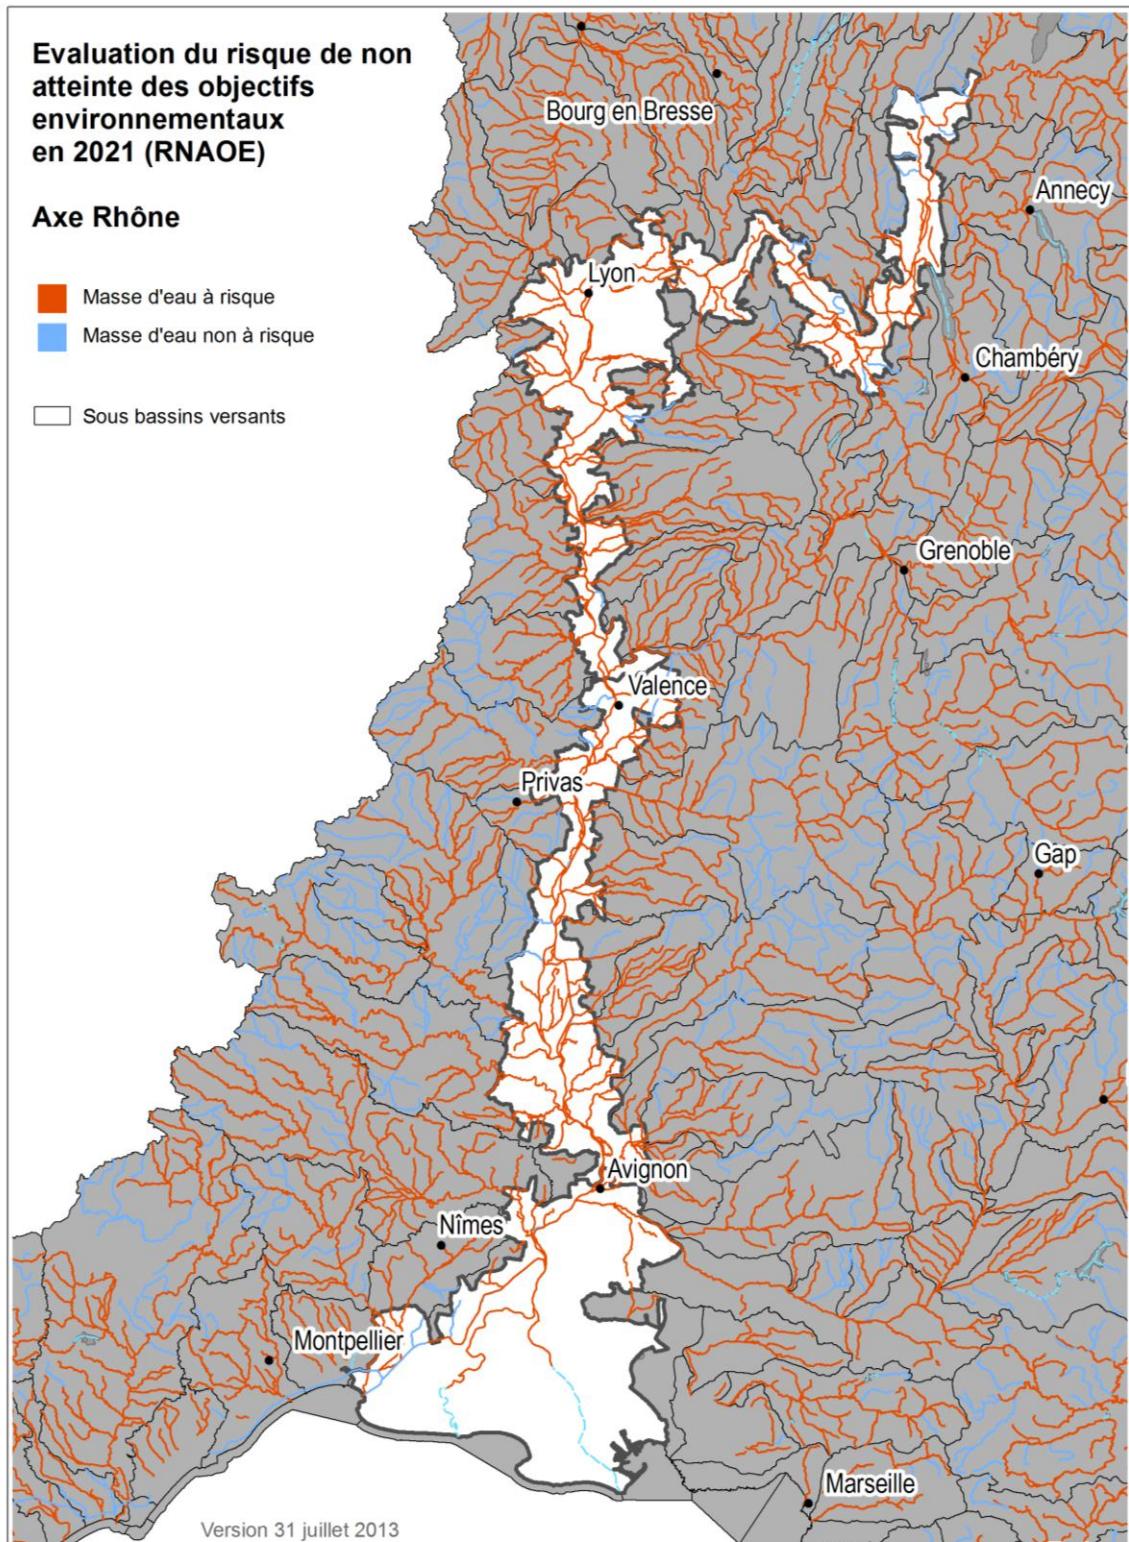 Evaluation du risque de non
atteinte des objectifs
environnementaux
en 2021 (RNAOE)
Axe Rhône
Masse d'eau à risque
Masse d'eau non à risque
Sous bassins versants
Bourg en Bresse
Annecy
Lyon
Chambéry
Grenoble
Valence
Privas
Gap
Avignon
Nîmes
Montpellier
Marseille
Version 31 juillet 2013